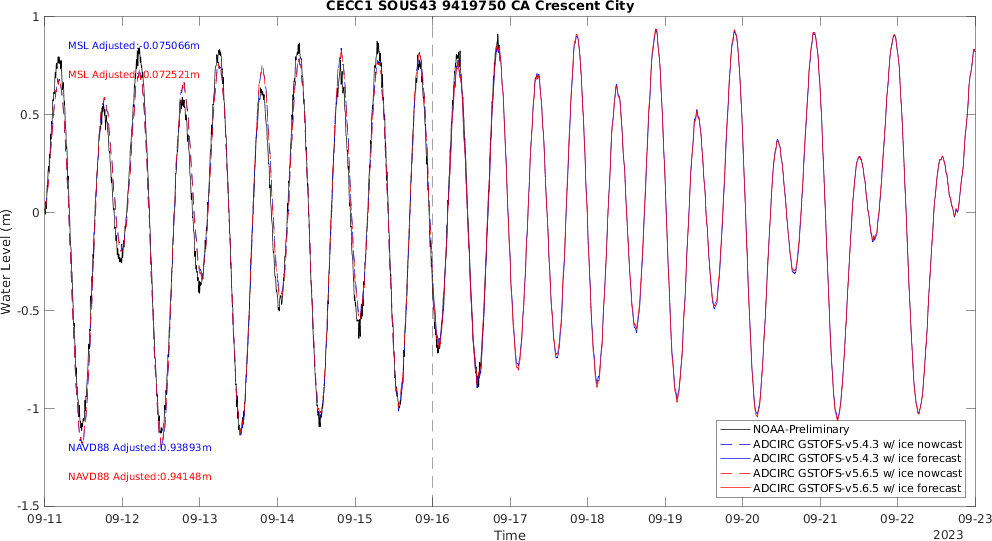 CECC1 SOUS43 9419750 CA Crescent City
MSL Adjusted:-0.075066m
MSL Adjusted:-0.072521m
NAVD88 Adjusted:0.93893m
NAVD88 Adjusted:0.94148m
Water Level (m)
1
0.5
0
-0.5
-1
-1.5
NOAA-Preliminary
ADCIRC GSTOFS-v5.4.3 w/ ice nowcast
ADCIRC GSTOFS-v5.4.3 w/ ice forecast
ADCIRC GSTOFS-v5.6.5 w/ ice nowcast
ADCIRC GSTOFS-v5.6.5 w/ ice forecast
09-11 09-12 09-13 09-14 09-15 09-16 09-17 09-18 09-19 09-20 09-21 09-22 09-23
Time
2023